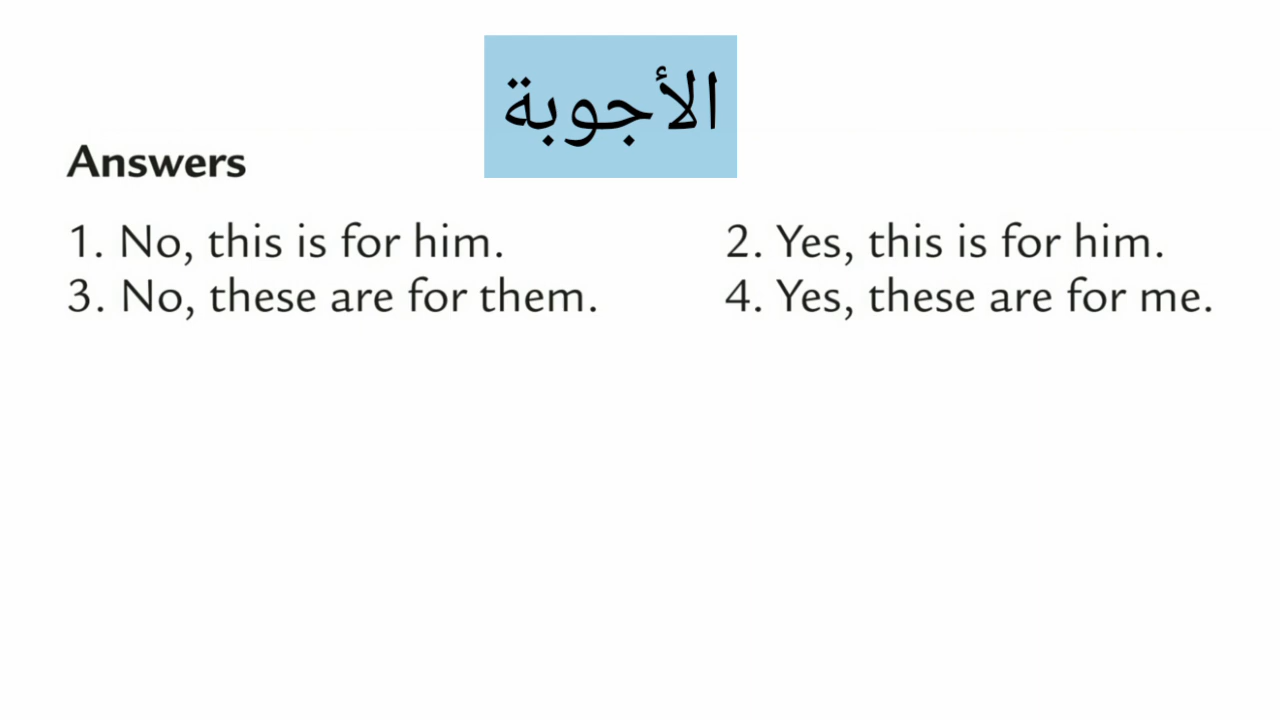 الأجوبة
Answers
1. No, this is for him. 2. Yes, this is for him.
3. No, these are for them. 4. Yes, these are for me.